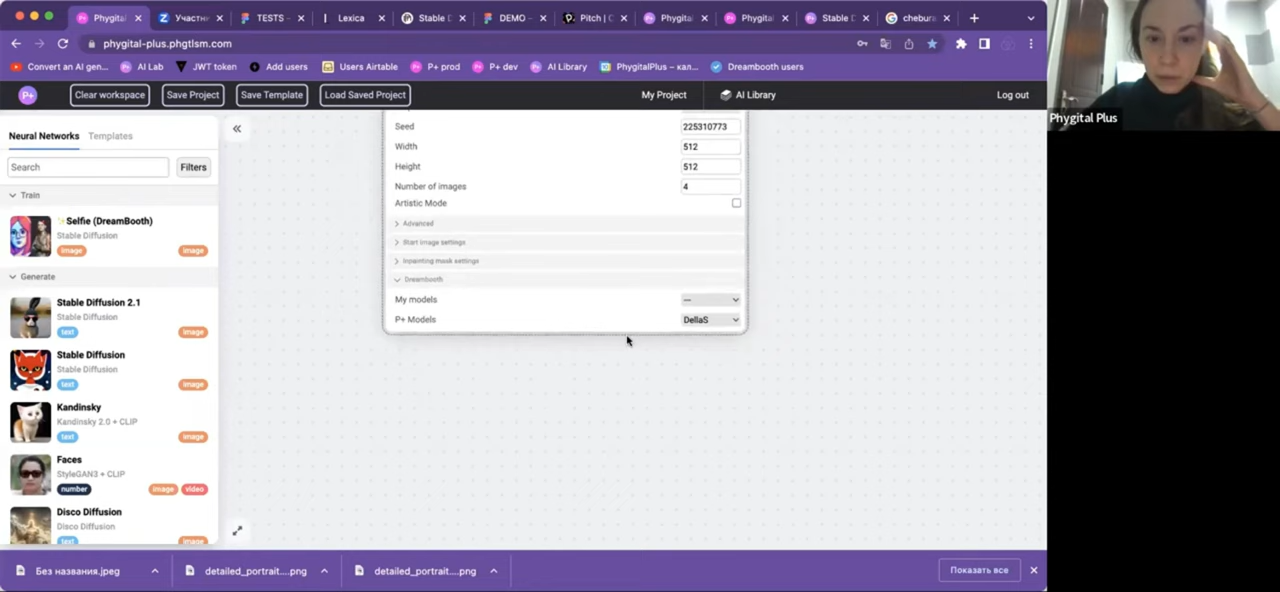 Phygital
Участни
TESTS -
Lexica
Stable D
DEMO -
Pitch | C
Phygital
Phygital
Stable D
chebura
phygital-plus.phgtlsm.com
Convert an AI gen...
AI Lab
JWT token
Add users
Users Airtable
P+ prod
P+ dev
AI Library
PhygitalPlus – кал...
Dreambooth users
P+
Clear workspace
Save Project
Save Template
Load Saved Project
My Project
AI Library
Log out
Phygital Plus
Neural Networks
Templates
Search
Filters
Train
Selfie (DreamBooth)
Stable Diffusion
image
image
Generate
Stable Diffusion 2.1
Stable Diffusion
text
image
Stable Diffusion
Stable Diffusion
text
image
Kandinsky
Kandinsky 2.0 + CLIP
text
image
Faces
StyleGAN3 + CLIP
number
image
video
Disco Diffusion
Disco Diffusion
text
image
Seed
225310773
Width
512
Height
512
Number of images
4
Artistic Mode
Advanced
Start image settings
Inpainting mask settings
Dreambooth
My models
---
P+ Models
DellaS
Без названия.jpeg
detailed_portrait....png
detailed_portrait....png
Показать все